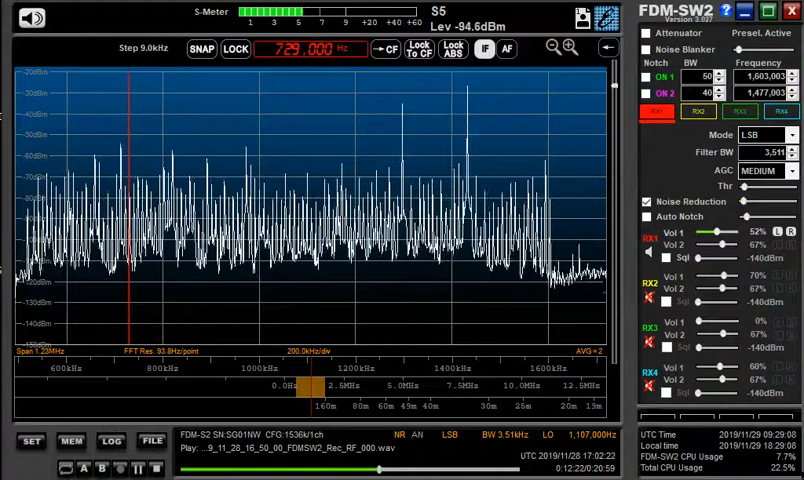 S-Meter
1 3 5 7 9 +20 +40 +60
S5
Lev -94.6dBm
FDM-SW2
Version 3.027
Step 9.0kHz
SNAP
LOCK
729.000 Hz
→CF
Lock To CF
Lock ABS
IF
AF
Attenuator
Presel. Active
Noise Blanker
Notch BW Frequency
ON 1 50 1,603,003
ON 2 40 1,477,003
RX1 RX2 RX3 RX4
Mode LSB
Filter BW 3,511
AGC MEDIUM
Thr
Noise Reduction
Auto Notch
RX1 Vol 1 52% L R
Vol 2 67%
Sql -140dBm
RX2 Vol 1 70%
Vol 2 67%
Sql -140dBm
RX3 Vol 1 0%
Vol 2 67%
Sql -140dBm
RX4 Vol 1 60%
Vol 2 67%
Sql -140dBm
-20dBm
-30dBm
-40dBm
-50dBm
-60dBm
-70dBm
-80dBm
-90dBm
-100dBm
-110dBm
-120dBm
-130dBm
-140dBm
Span 1.23MHz FFT Res. 93.8Hz/point 200.0kHz/div AVG=2
600kHz 800kHz 1000kHz 1200kHz 1400kHz 1600kHz
0.0Hz 2.5MHz 5.0MHz 7.5MHz 10.0MHz 12.5MHz
160m 80m 60m 49m 40m 31m 25m 20m 19m
SET
MEM
LOG
FILE
A
B
FDM-S2 SN:SG01NW CFG:1536k/1ch NR AN LSB BW 3.51kHz LO 1,107,000Hz
Play: ...9_11_28_16_50_00_FDMSW2_Rec_RF_000.wav
UTC 2019/11/28 17:02:22
0:12:22/0:20:59
UTC Time 2019/11/29 09:29:08
Local time 2019/11/29 18:29:08
FDM-SW2 CPU Usage 7.7%
Total CPU Usage 22.5%